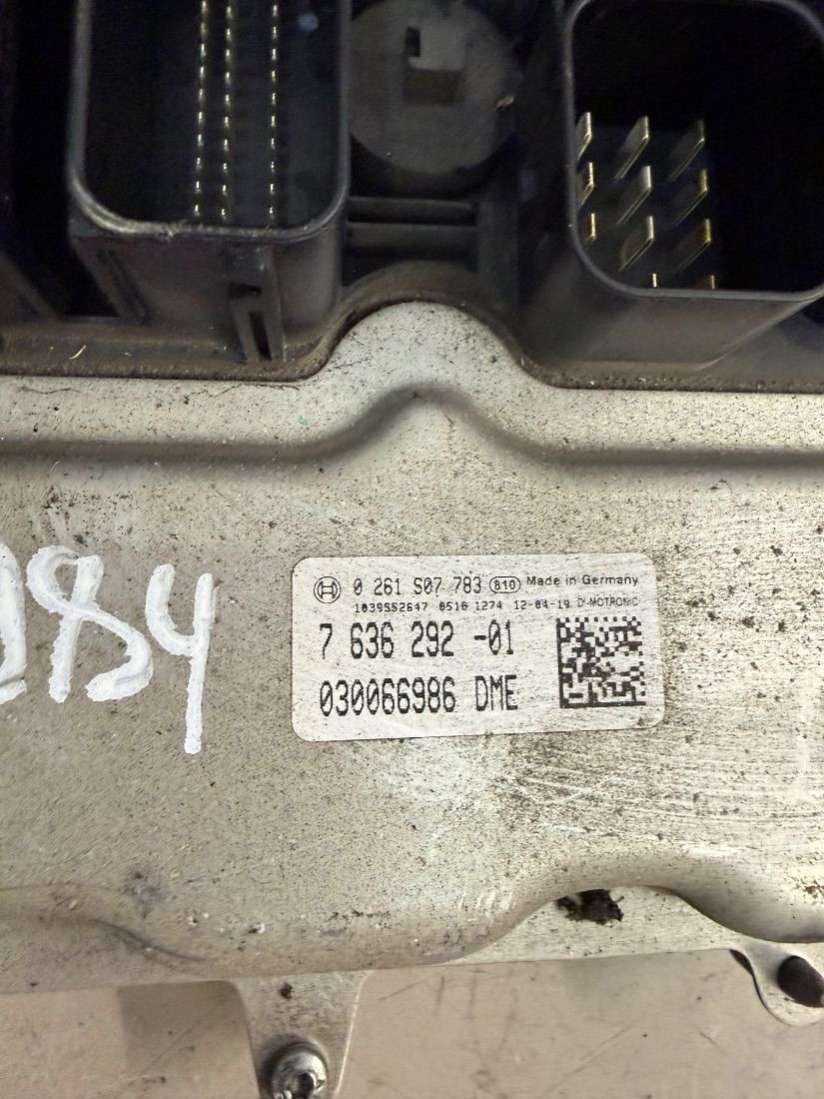 0 261 S07 783 810 Made in Germany
1039S52647 0510 1274 12-04-19 D/-MOTRONIC
7 636 292 -01
030066986 DME